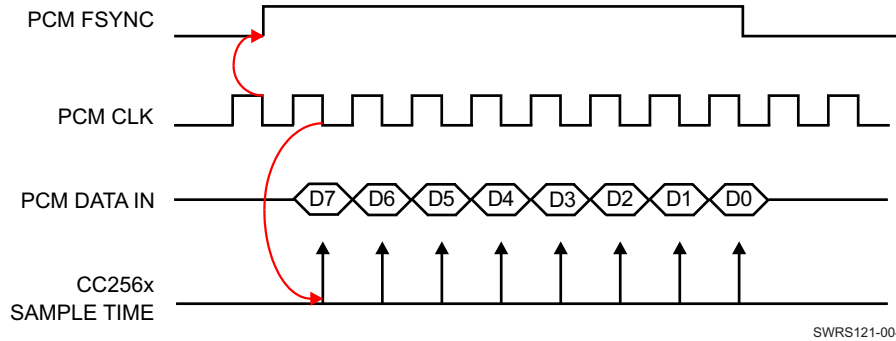 PCM FSYNC
PCM CLK
PCM DATA IN
D7 D6 D5 D4 D3 D2 D1 D0
CC256x
SAMPLE TIME
SWRS121-00